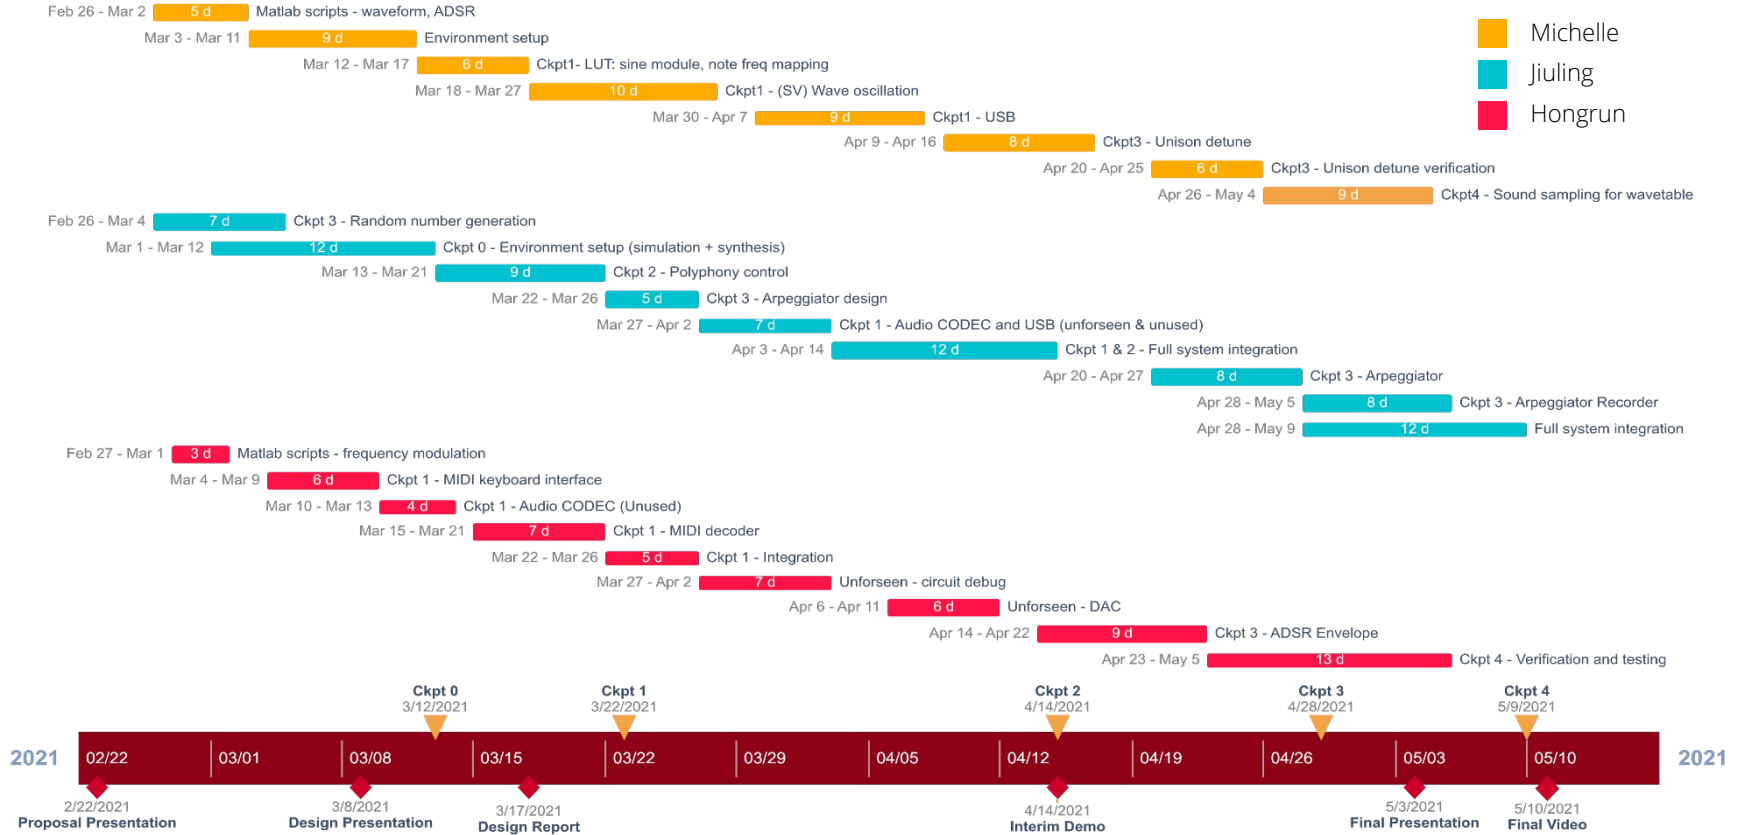 Feb 26 - Mar 2 5 d Matlab scripts - waveform, ADSR
Mar 3 - Mar 11 9 d Environment setup
Mar 12 - Mar 17 6 d Ckpt1- LUT: sine module, note freq mapping
Mar 18 - Mar 27 10 d Ckpt1 - (SV) Wave oscillation
Mar 30 - Apr 7 9 d Ckpt1 - USB
Apr 9 - Apr 16 8 d Ckpt3 - Unison detune
Apr 20 - Apr 25 6 d Ckpt3 - Unison detune verification
Apr 26 - May 4 9 d Ckpt4 - Sound sampling for wavetable
Michelle
Jiuling
Hongrun
Feb 26 - Mar 4 7 d Ckpt 3 - Random number generation
Mar 1 - Mar 12 12 d Ckpt 0 - Environment setup (simulation + synthesis)
Mar 13 - Mar 21 9 d Ckpt 2 - Polyphony control
Mar 22 - Mar 26 5 d Ckpt 3 - Arpeggiator design
Mar 27 - Apr 2 7 d Ckpt 1 - Audio CODEC and USB (unforseen & unused)
Apr 3 - Apr 14 12 d Ckpt 1 & 2 - Full system integration
Apr 20 - Apr 27 8 d Ckpt 3 - Arpeggiator
Apr 28 - May 5 8 d Ckpt 3 - Arpeggiator Recorder
Apr 28 - May 9 12 d Full system integration
Feb 27 - Mar 1 3 d Matlab scripts - frequency modulation
Mar 4 - Mar 9 6 d Ckpt 1 - MIDI keyboard interface
Mar 10 - Mar 13 4 d Ckpt 1 - Audio CODEC (Unused)
Mar 15 - Mar 21 7 d Ckpt 1 - MIDI decoder
Mar 22 - Mar 26 5 d Ckpt 1 - Integration
Mar 27 - Apr 2 7 d Unforseen - circuit debug
Apr 6 - Apr 11 6 d Unforseen - DAC
Apr 14 - Apr 22 9 d Ckpt 3 - ADSR Envelope
Apr 23 - May 5 13 d Ckpt 4 - Verification and testing
Ckpt 0 Ckpt 1 Ckpt 2 Ckpt 3 Ckpt 4
3/12/2021 3/22/2021 4/14/2021 4/28/2021 5/9/2021
2021 02/22 03/01 03/08 03/15 03/22 03/29 04/05 04/12 04/19 04/26 05/03 05/10 2021
2/22/2021 3/8/2021 3/17/2021 4/14/2021 5/3/2021 5/10/2021
Proposal Presentation Design Presentation Design Report Interim Demo Final Presentation Final Video